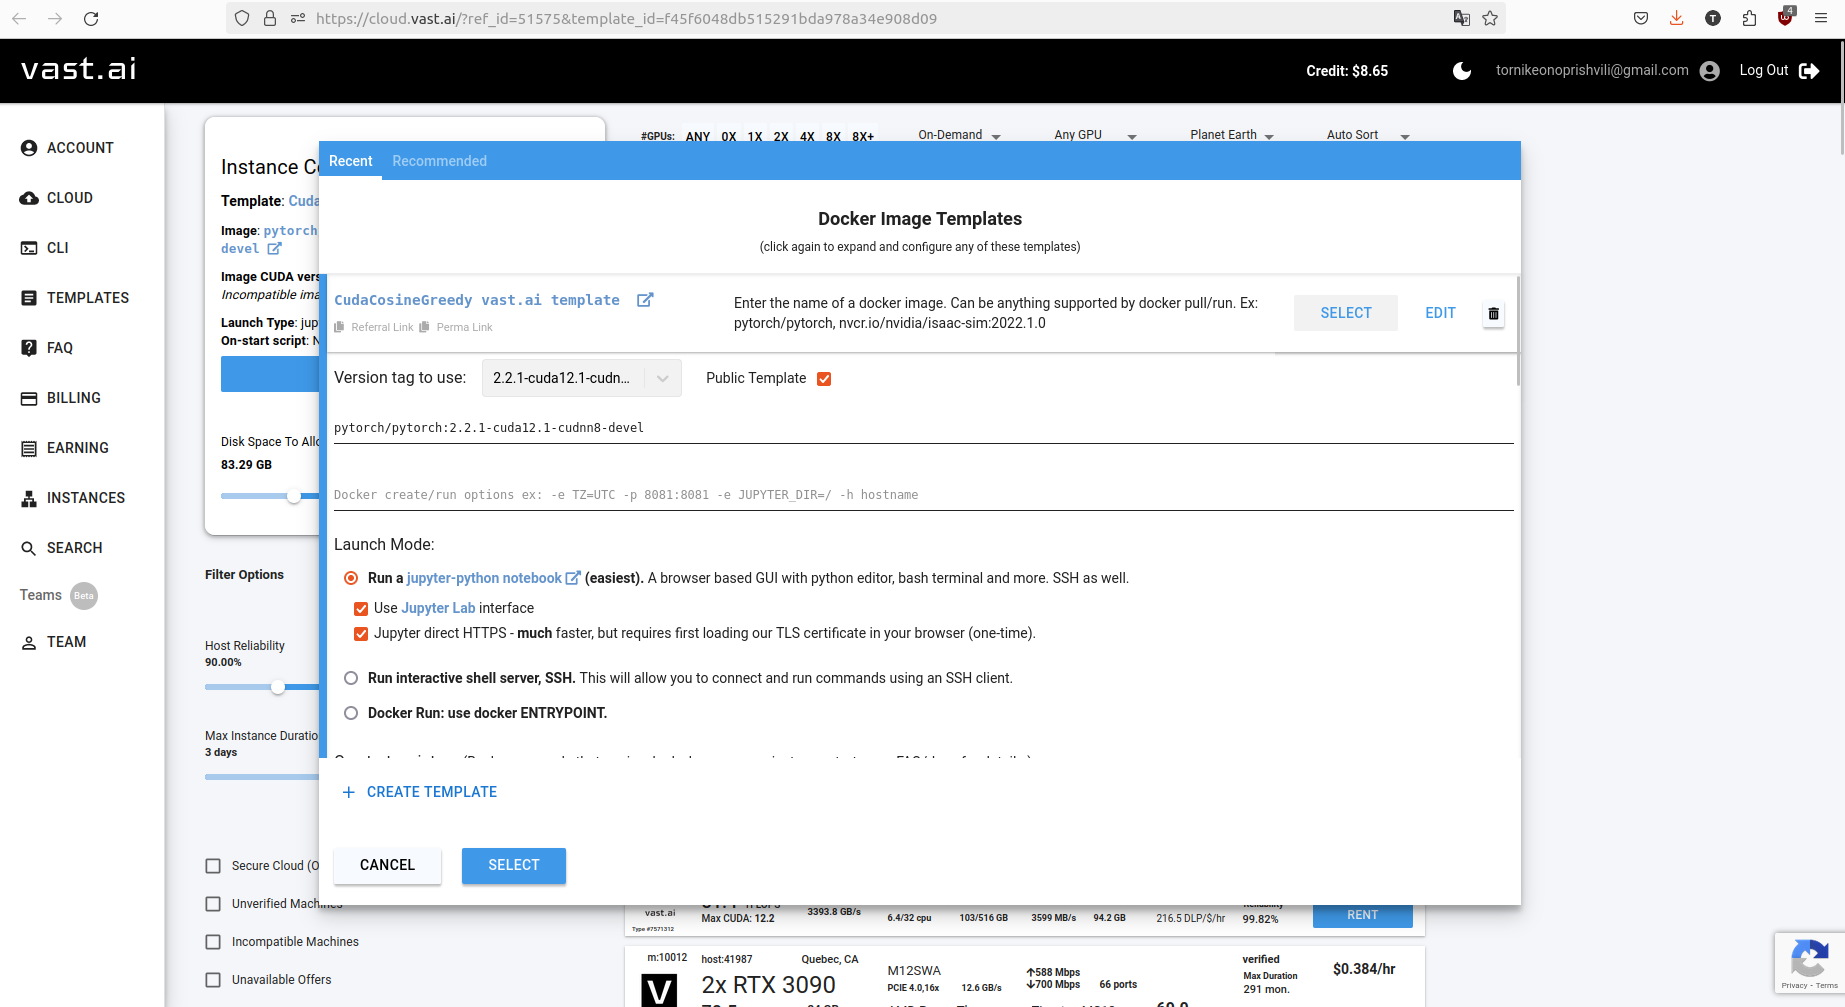 https://cloud.vast.ai/?ref_id=51575&template_id=f45f6048db515291bda978a34e908d09
T
4
vast.ai
Credit: $8.65
tornikeonoprishvili@gmail.com
Log Out
ACCOUNT
CLOUD
CLI
TEMPLATES
FAQ
BILLING
EARNING
INSTANCES
SEARCH
Teams Beta
TEAM
Instance Co
Template: Cuda
Image: pytorch
devel
Image CUDA vers
Incompatible ima
Launch Type: jup
On-start script: N
Disk Space To Allo
83.29 GB
Filter Options
Host Reliability
90.00%
Max Instance Duratio
3 days
Secure Cloud (O
Unverified Machines
Incompatible Machines
Unavailable Offers
#GPUs: ANY 0X 1X 2X 4X 8X 8X+
On-Demand
Any GPU
Planet Earth
Auto Sort
Recent
Recommended
Docker Image Templates
(click again to expand and configure any of these templates)
CudaCosineGreedy vast.ai template
Referral Link Perma Link
Enter the name of a docker image. Can be anything supported by docker pull/run. Ex:
pytorch/pytorch, nvcr.io/nvidia/isaac-sim:2022.1.0
SELECT
EDIT
Version tag to use:
2.2.1-cuda12.1-cudn...
Public Template
pytorch/pytorch:2.2.1-cuda12.1-cudnn8-devel
Docker create/run options ex: -e TZ=UTC -p 8081:8081 -e JUPYTER_DIR=/ -h hostname
Launch Mode:
Run a jupyter-python notebook (easiest). A browser based GUI with python editor, bash terminal and more. SSH as well.
Use Jupyter Lab interface
Jupyter direct HTTPS - much faster, but requires first loading our TLS certificate in your browser (one-time).
Run interactive shell server, SSH. This will allow you to connect and run commands using an SSH client.
Docker Run: use docker ENTRYPOINT.
+ CREATE TEMPLATE
CANCEL
SELECT
vast.ai
Type #7571312
Max CUDA: 12.2
3393.8 GB/s
6.4/32 cpu
103/516 GB
3599 MB/s
94.2 GB
216.5 DLP/$/hr
99.82%
RENT
m:10012
host:41987
Quebec, CA
2x RTX 3090
M12SWA
PCIE 4.0,16x
12.6 GB/s
↑588 Mbps
↓700 Mbps
66 ports
verified
Max Duration
291 mon.
$0.384/hr
V
Privacy - Terms